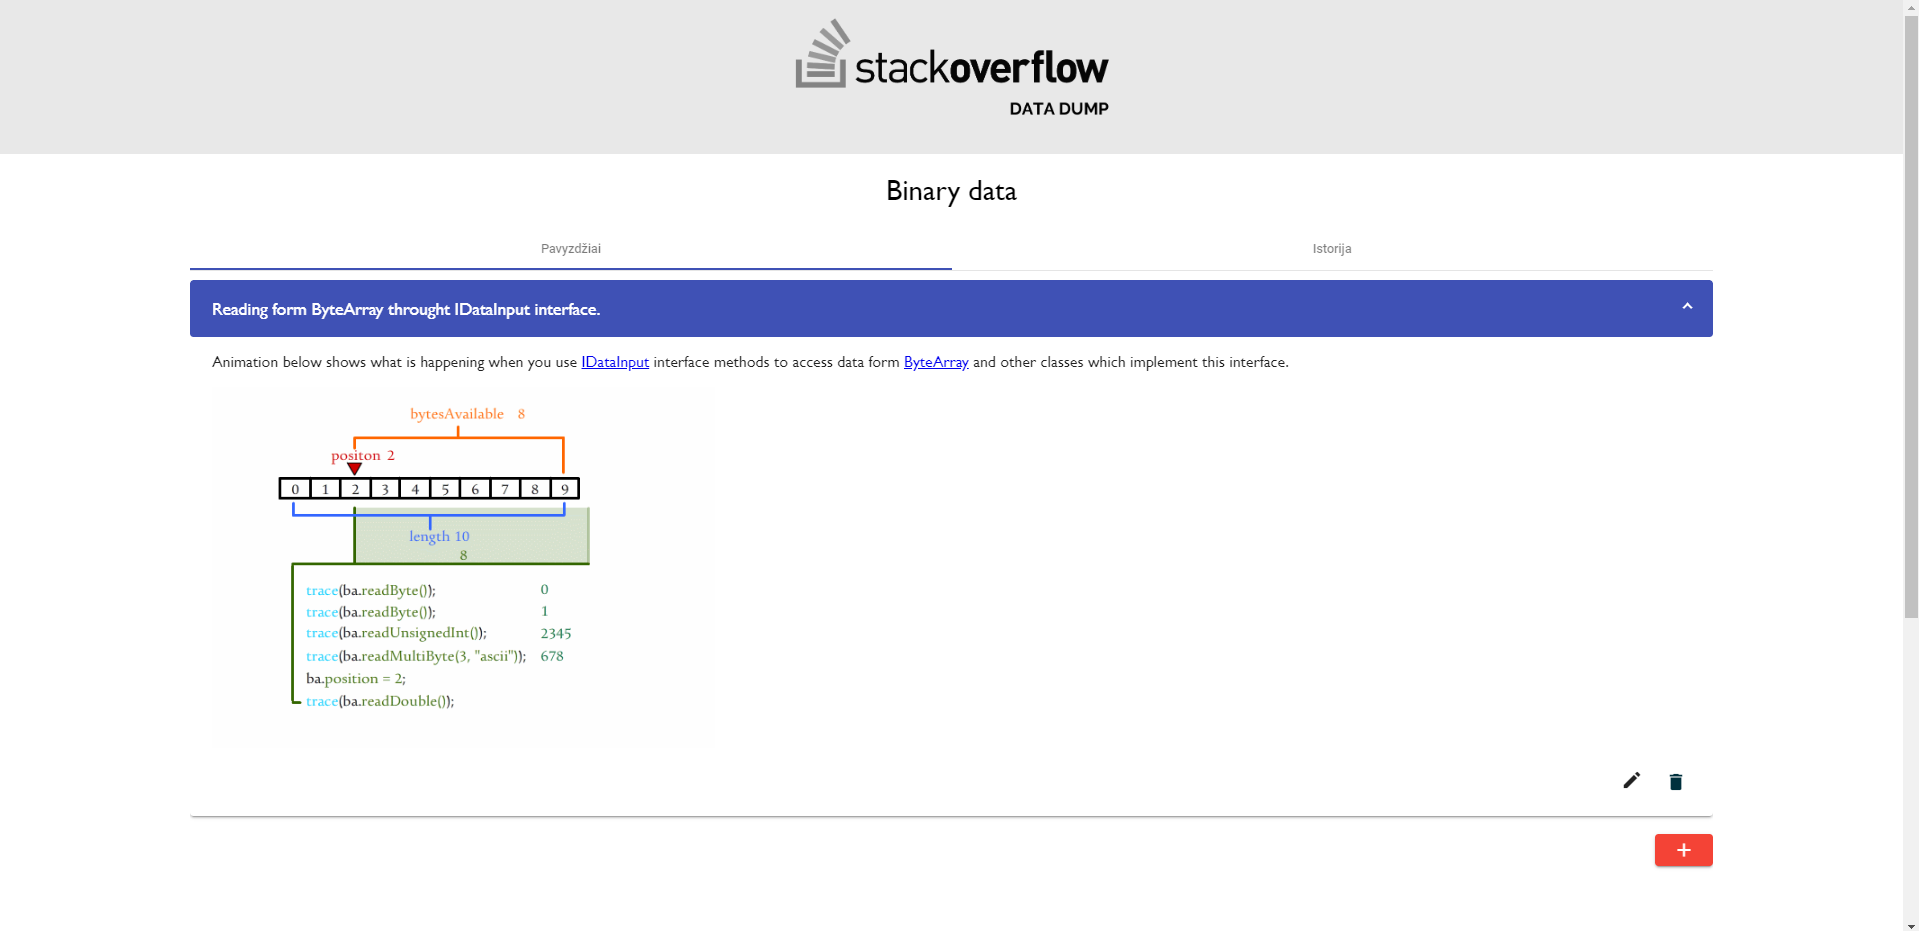 stackoverflow
DATA DUMP
Binary data
Pavyzdžiai
Istorija
Reading form ByteArray throught IDataInput interface.
Animation below shows what is happening when you use IDataInput interface methods to access data form ByteArray and other classes which implement this interface.
bytesAvailable 8
positon 2
0 1 2 3 4 5 6 7 8 9
length 10
8
trace(ba.readByte()); 0
trace(ba.readByte()); 1
trace(ba.readUnsignedInt()); 2345
trace(ba.readMultiByte(3, "ascii")); 678
ba.position = 2;
trace(ba.readDouble());
+